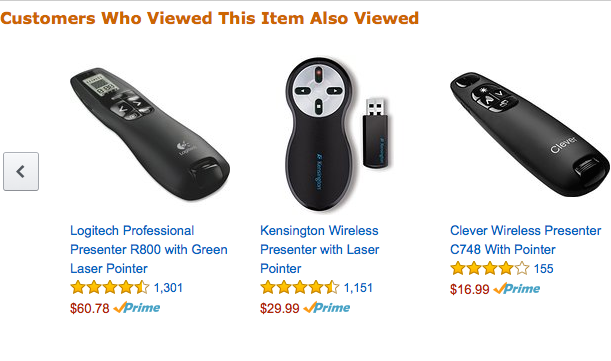 Customers Who Viewed This Item Also Viewed
Logitech
Kensington
Kensington
Clever
Logitech Professional
Presenter R800 with Green
Laser Pointer
1,301
$60.78 Prime
Kensington Wireless
Presenter with Laser
Pointer
1,151
$29.99 Prime
Clever Wireless Presenter
C748 With Pointer
155
$16.99 Prime